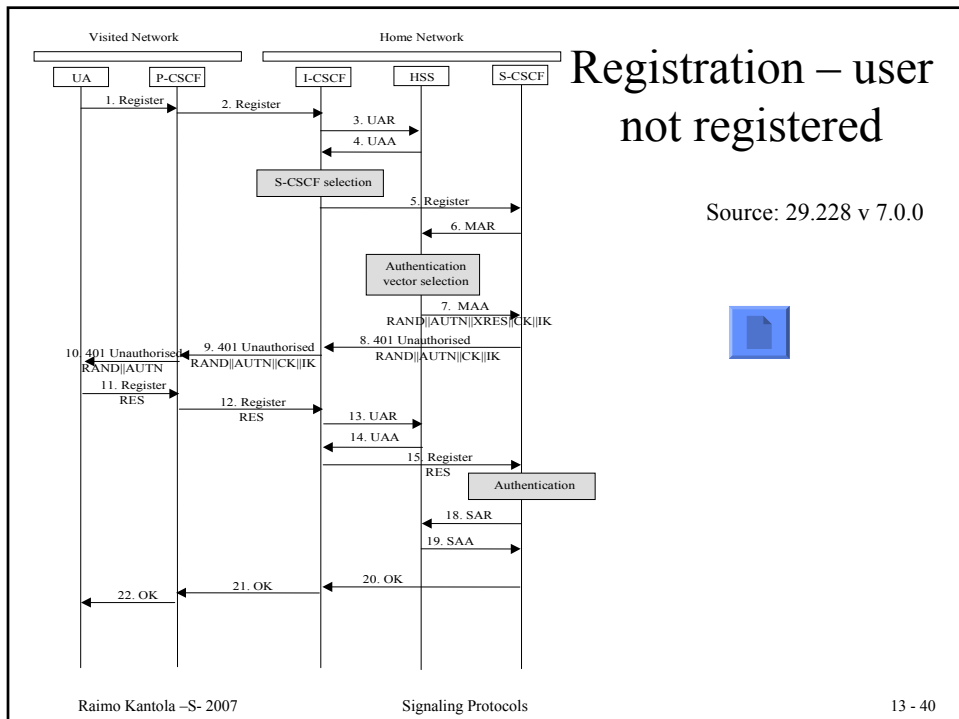 Visited Network
Home Network
Registration – user
not registered
Source: 29.228 v 7.0.0
UA
P-CSCF
I-CSCF
HSS
S-CSCF
1. Register
2. Register
3. UAR
4. UAA
S-CSCF selection
5. Register
6. MAR
Authentication
vector selection
7. MAA
RAND||AUTN||XRES||CK||IK
8. 401 Unauthorised
RAND||AUTN||CK||IK
9. 401 Unauthorised
RAND||AUTN||CK||IK
10. 401 Unauthorised
RAND||AUTN
11. Register
RES
12. Register
RES
13. UAR
14. UAA
15. Register
RES
Authentication
18. SAR
19. SAA
20. OK
21. OK
22. OK
Raimo Kantola –S- 2007
Signaling Protocols
13 - 40